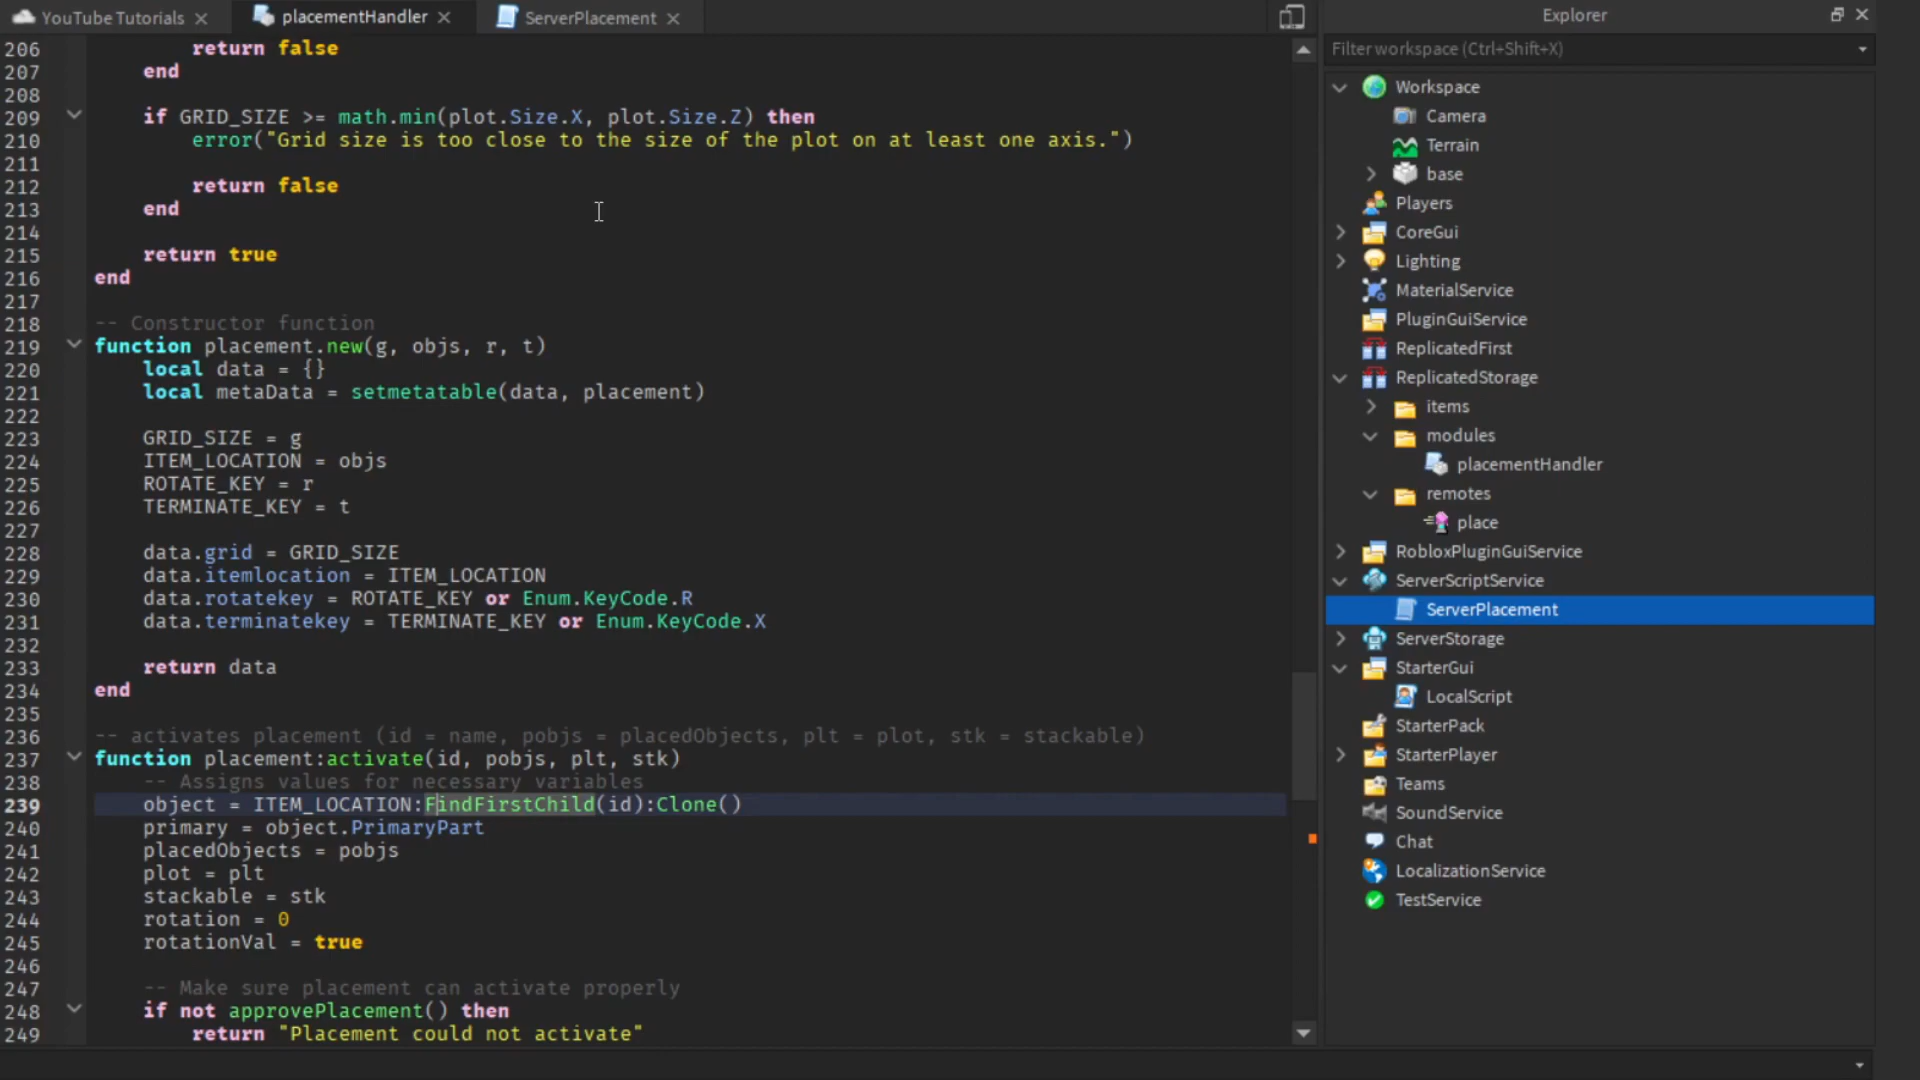 YouTube Tutorials
placementHandler
ServerPlacement
206 return false
207 end
208
209 if GRID_SIZE >= math.min(plot.Size.X, plot.Size.Z) then
210 error("Grid size is too close to the size of the plot on at least one axis.")
211
212 return false
213 end
214
215 return true
216 end
217
218 -- Constructor function
219 function placement.new(g, objs, r, t)
220 local data = {}
221 local metaData = setmetatable(data, placement)
222
223 GRID_SIZE = g
224 ITEM_LOCATION = objs
225 ROTATE_KEY = r
226 TERMINATE_KEY = t
227
228 data.grid = GRID_SIZE
229 data.itemlocation = ITEM_LOCATION
230 data.rotatekey = ROTATE_KEY or Enum.KeyCode.R
231 data.terminatekey = TERMINATE_KEY or Enum.KeyCode.X
232
233 return data
234 end
235
236 -- activates placement (id = name, pobjs = placedObjects, plt = plot, stk = stackable)
237 function placement:activate(id, pobjs, plt, stk)
238 -- Assigns values for necessary variables
239 object = ITEM_LOCATION:FindFirstChild(id):Clone()
240 primary = object.PrimaryPart
241 placedObjects = pobjs
242 plot = plt
243 stackable = stk
244 rotation = 0
245 rotationVal = true
246
247 -- Make sure placement can activate properly
248 if not approvePlacement() then
249 return "Placement could not activate"
Explorer
Filter workspace (Ctrl+Shift+X)
Workspace
Camera
Terrain
base
Players
CoreGui
Lighting
MaterialService
PluginGuiService
ReplicatedFirst
ReplicatedStorage
items
modules
placementHandler
remotes
place
RobloxPluginGuiService
ServerScriptService
ServerPlacement
ServerStorage
StarterGui
LocalScript
StarterPack
StarterPlayer
Teams
SoundService
Chat
LocalizationService
TestService